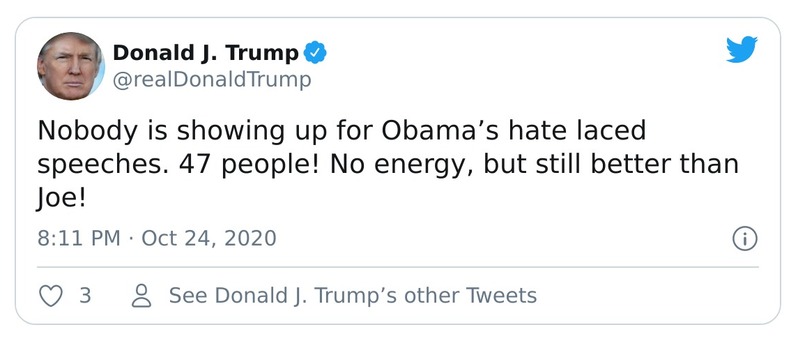 Donald J. Trump
@realDonaldTrump
Nobody is showing up for Obama’s hate laced
speeches. 47 people! No energy, but still better than
Joe!
8:11 PM · Oct 24, 2020
3 See Donald J. Trump’s other Tweets